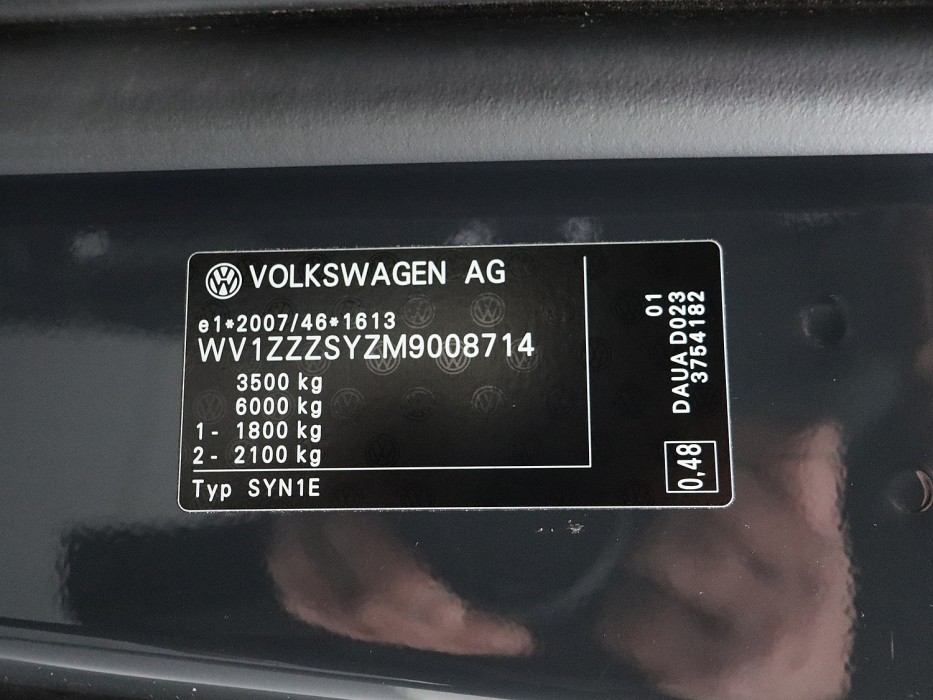 VOLKSWAGEN AG
e1*2007/46*1613
WV1ZZZSYZM9008714
3500 kg
6000 kg
1- 1800 kg
2- 2100 kg
Typ SYN1E
01
DAUA D023
3754182
0,48